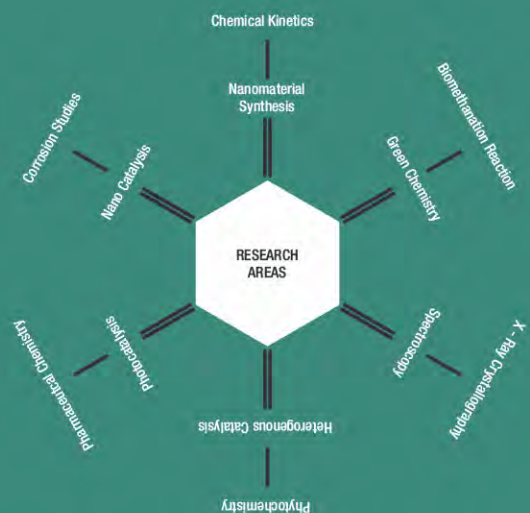 Chemical Kinetics
Nanomaterial
Synthesis
Biomethanation Reaction
Green Chemistry
Corrosion Studies
Nano Catalysis
RESEARCH
AREAS
Spectroscopy
X - Ray Crystallography
Photocatalysis
Pharmaceutcal Chemistry
Heterogenous Catalysis
Phytochemistry